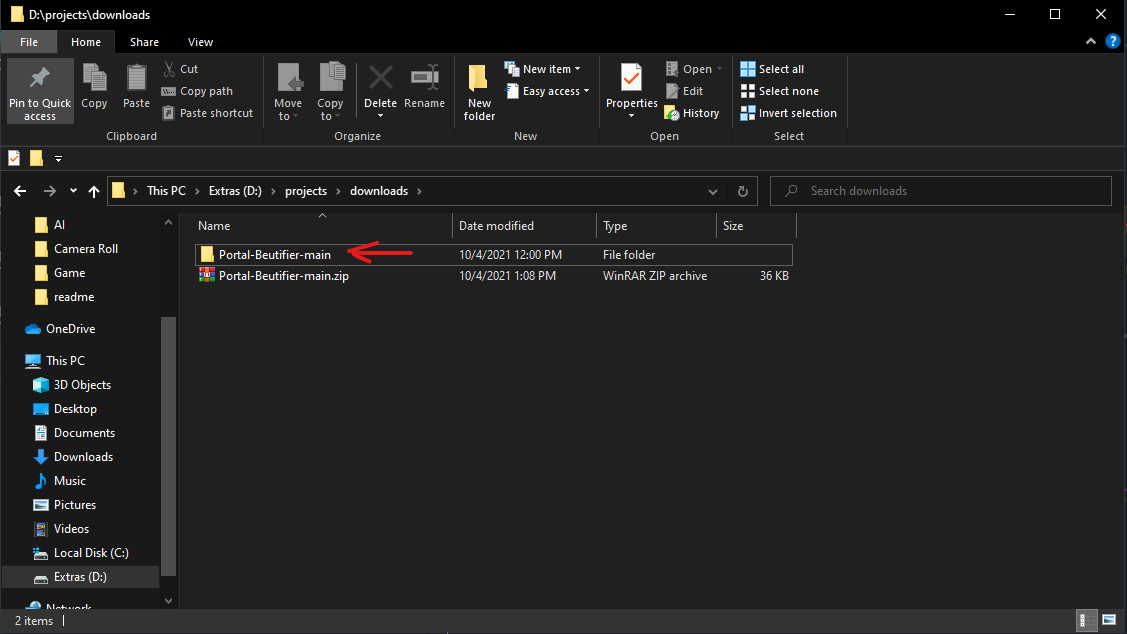 D:\projects\downloads
File Home Share View
Pin to Quick access
Copy
Paste
Cut
Copy path
Paste shortcut
Clipboard
Move to
Copy to
Delete
Rename
Organize
New folder
New item
Easy access
New
Properties
Open
Edit
History
Open
Select all
Select none
Invert selection
Select
This PC > Extras (D:) > projects > downloads >
Search downloads
AI
Camera Roll
Game
readme
OneDrive
This PC
3D Objects
Desktop
Documents
Downloads
Music
Pictures
Videos
Local Disk (C:)
Extras (D:)
Network
Name Date modified Type Size
Portal-Beutifier-main 10/4/2021 12:00 PM File folder
Portal-Beutifier-main.zip 10/4/2021 1:08 PM WinRAR ZIP archive 36 KB
2 items